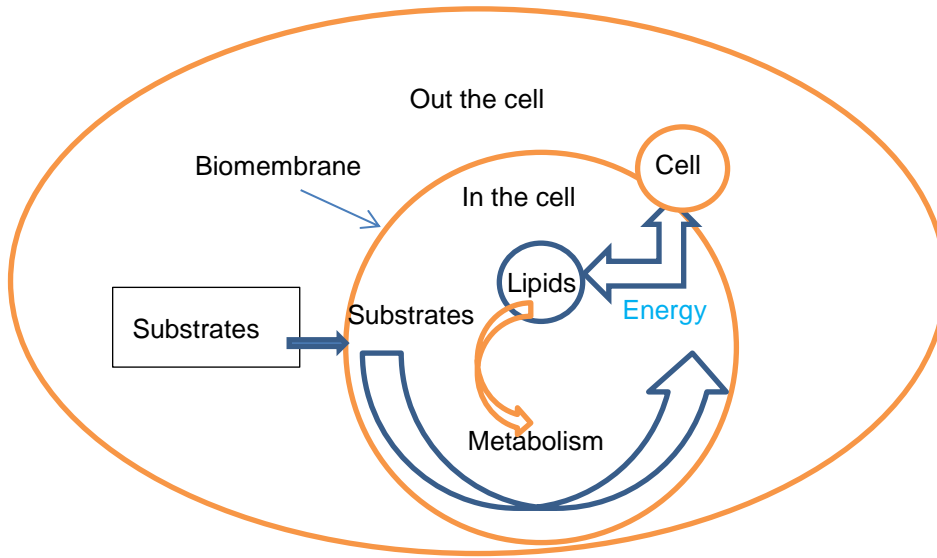 Out the cell
Biomembrane
Cell
In the cell
Lipids
Substrates
Energy
Substrates
Metabolism